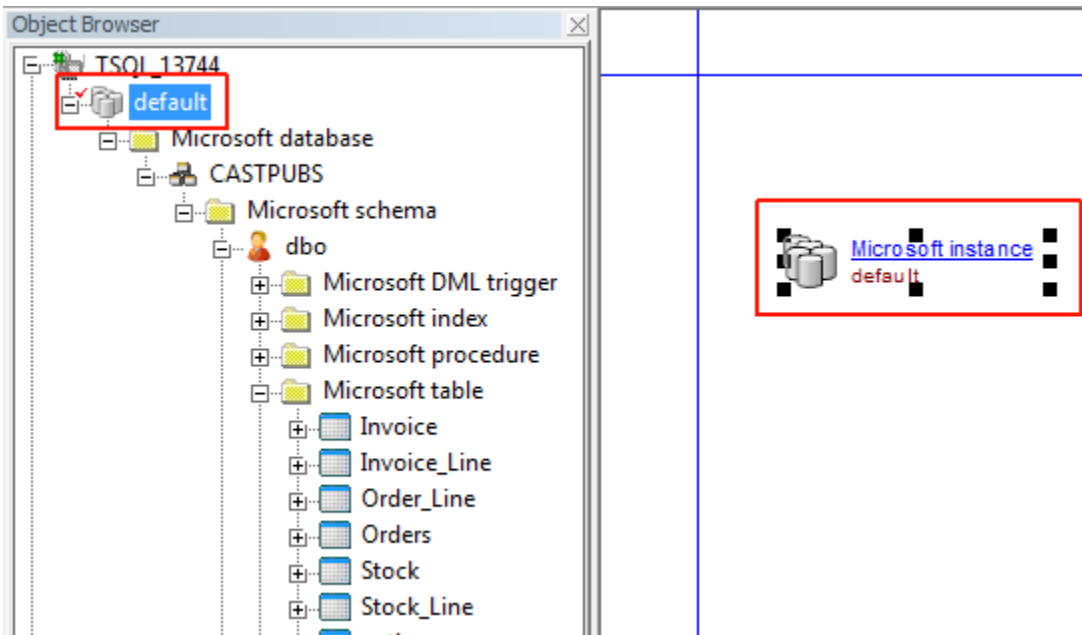 Object Browser
TSQL_13744
default
Microsoft database
CASTPUBS
Microsoft schema
dbo
Microsoft DML trigger
Microsoft index
Microsoft procedure
Microsoft table
Invoice
Invoice_Line
Order_Line
Orders
Stock
Stock_Line
Microsoft instance
default